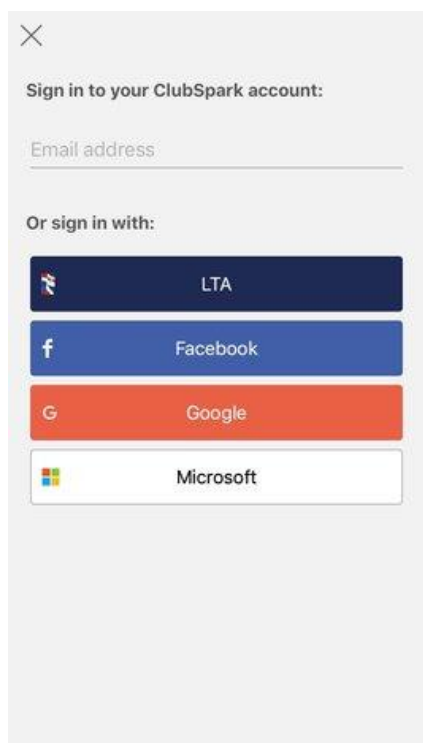 Sign in to your ClubSpark account:
Email address
Or sign in with:
LTA
f Facebook
G Google
Microsoft